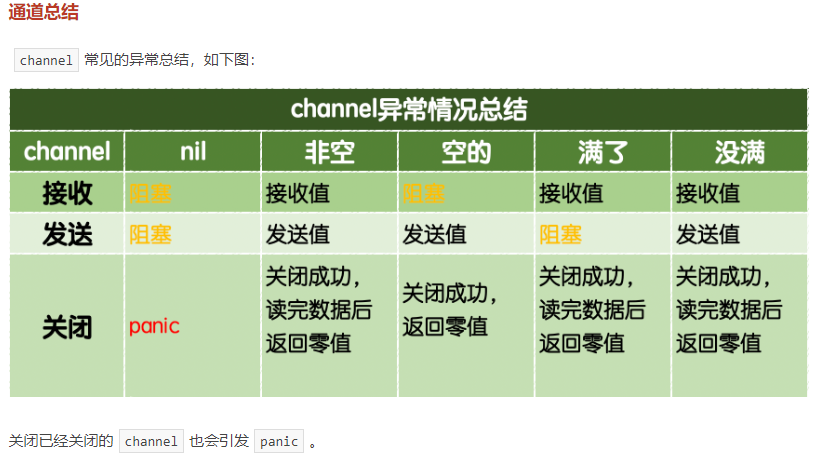 通道总结
channel 常见的异常总结，如下图：
channel异常情况总结
channel nil 非空 空的 满了 没满
接收 阻塞 接收值 阻塞 接收值 接收值
发送 阻塞 发送值 发送值 阻塞 发送值
关闭 panic 关闭成功，读完数据后返回零值 关闭成功，返回零值 关闭成功，读完数据后返回零值 关闭成功，读完数据后返回零值
关闭已经关闭的 channel 也会引发 panic 。